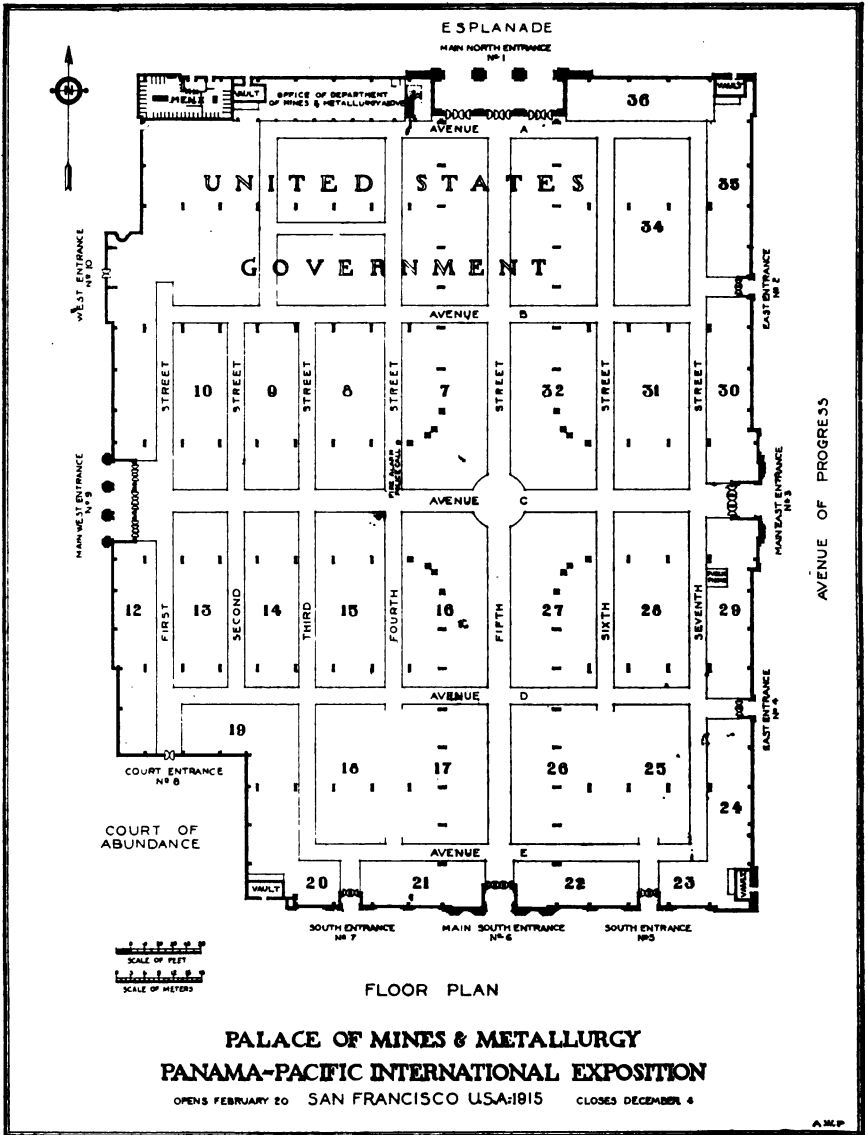 ESPLANADE
MAIN NORTH ENTRANCE
Nº 1
MEN'S
VAULT
OFFICE OF DEPARTMENT
OF MINES & METALLURGY ABOVE
36
VAULT
N
AVENUE A
UNITED STATES
35
34
GOVERNMENT
WEST ENTRANCE
Nº 10
EAST ENTRANCE
Nº 2
AVENUE B
STREET
10
STREET
9
STREET
8
STREET
7
STREET
32
STREET
31
STREET
30
FIRE ALARM
POLICE CALL
MAIN WEST ENTRANCE
Nº 9
AVENUE C
MAIN EAST ENTRANCE
Nº 3
AVENUE OF PROGRESS
12
FIRST
13
SECOND
14
THIRD
15
FOURTH
16
FIFTH
27
SIXTH
28
SEVENTH
29
AVENUE D
EAST ENTRANCE
Nº 4
19
18
17
26
25
24
COURT ENTRANCE
Nº 8
COURT OF
ABUNDANCE
AVENUE E
VAULT
20
21
22
23
VAULT
SOUTH ENTRANCE
Nº 7
MAIN SOUTH ENTRANCE
Nº 6
SOUTH ENTRANCE
Nº 5
SCALE OF FEET
SCALE OF METERS
FLOOR PLAN
PALACE OF MINES & METALLURGY
PANAMA-PACIFIC INTERNATIONAL EXPOSITION
OPENS FEBRUARY 20 SAN FRANCISCO U.S.A:1915 CLOSES DECEMBER 4
A.W.P